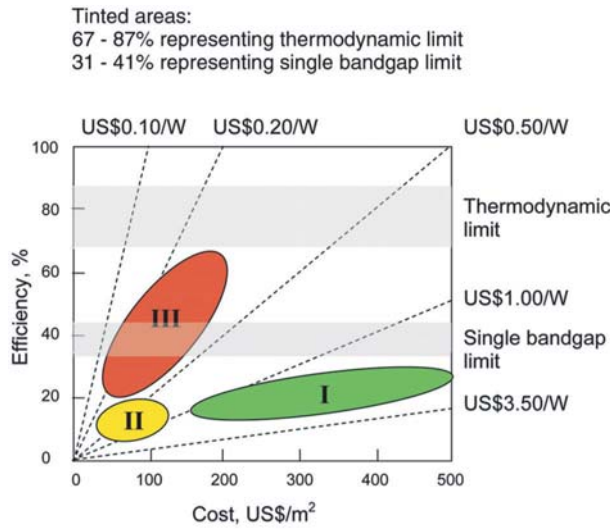 Tinted areas:
67 - 87% representing thermodynamic limit
31 - 41% representing single bandgap limit
US$0.10/W US$0.20/W US$0.50/W
100
80
60
40
20
0
Efficiency, %
Thermodynamic
limit
US$1.00/W
Single bandgap
limit
US$3.50/W
III
II
I
0 100 200 300 400 500
Cost, US$/m²